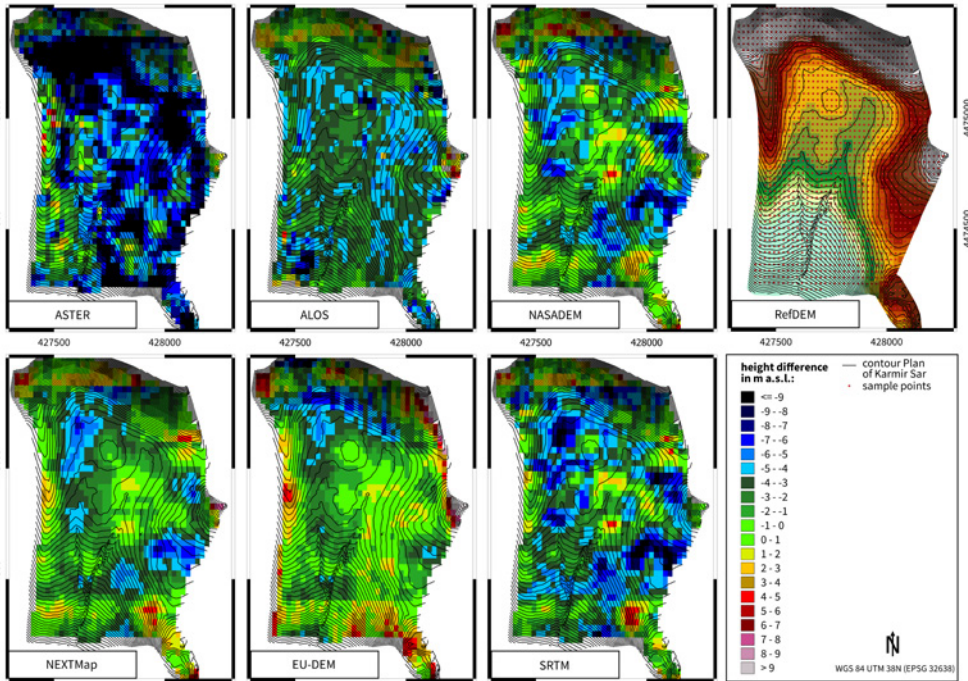 ASTER
ALOS
NASADEM
RefDEM
4475000
4474500
427500
428000
427500
428000
427500
428000
427500
428000
NEXTMap
EU-DEM
SRTM
height difference
in m a.s.l.:
<= -9
-9 - -8
-8 - -7
-7 - -6
-6 - -5
-5 - -4
-4 - -3
-3 - -2
-2 - -1
-1 - 0
0 - 1
1 - 2
2 - 3
3 - 4
4 - 5
5 - 6
6 - 7
7 - 8
8 - 9
> 9
contour Plan
of Karmir Sar
sample points
N
WGS 84 UTM 38N (EPSG 32638)